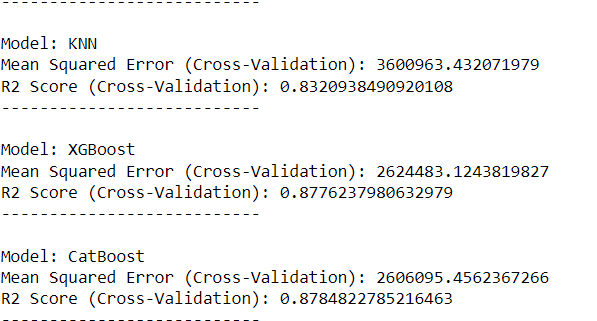 ---------------------------
Model: KNN
Mean Squared Error (Cross-Validation): 3600963.432071979
R2 Score (Cross-Validation): 0.8320938490920108
---------------------------
Model: XGBoost
Mean Squared Error (Cross-Validation): 2624483.1243819827
R2 Score (Cross-Validation): 0.8776237980632979
---------------------------
Model: CatBoost
Mean Squared Error (Cross-Validation): 2606095.4562367266
R2 Score (Cross-Validation): 0.8784822785216463
---------------------------